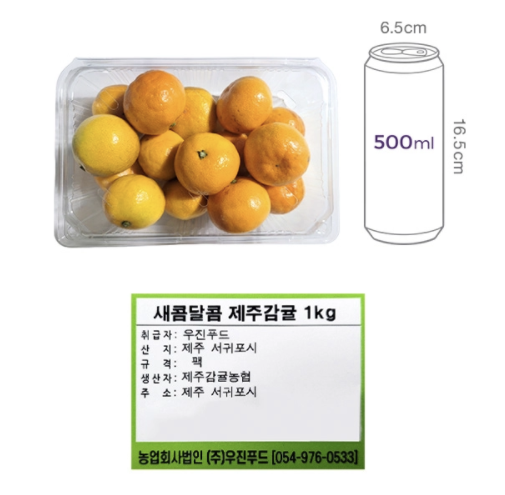 6.5cm
500ml
16.5cm
새콤달콤 제주감귤 1kg
취급자: 우진푸드
산 지: 제주 서귀포시
규 격: 팩
생산자: 제주감귤농협
주 소: 제주 서귀포시
농업회사법인 (주)우진푸드 [054-976-0533]